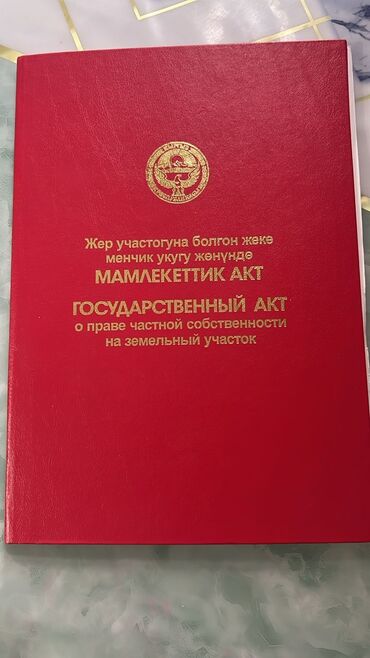 Жер участогуна болгон жеке
менчик укугу жөнүндө
МАМЛЕКЕТТИК АКТ
ГОСУДАРСТВЕННЫЙ АКТ
о праве частной собственности
на земельный участок